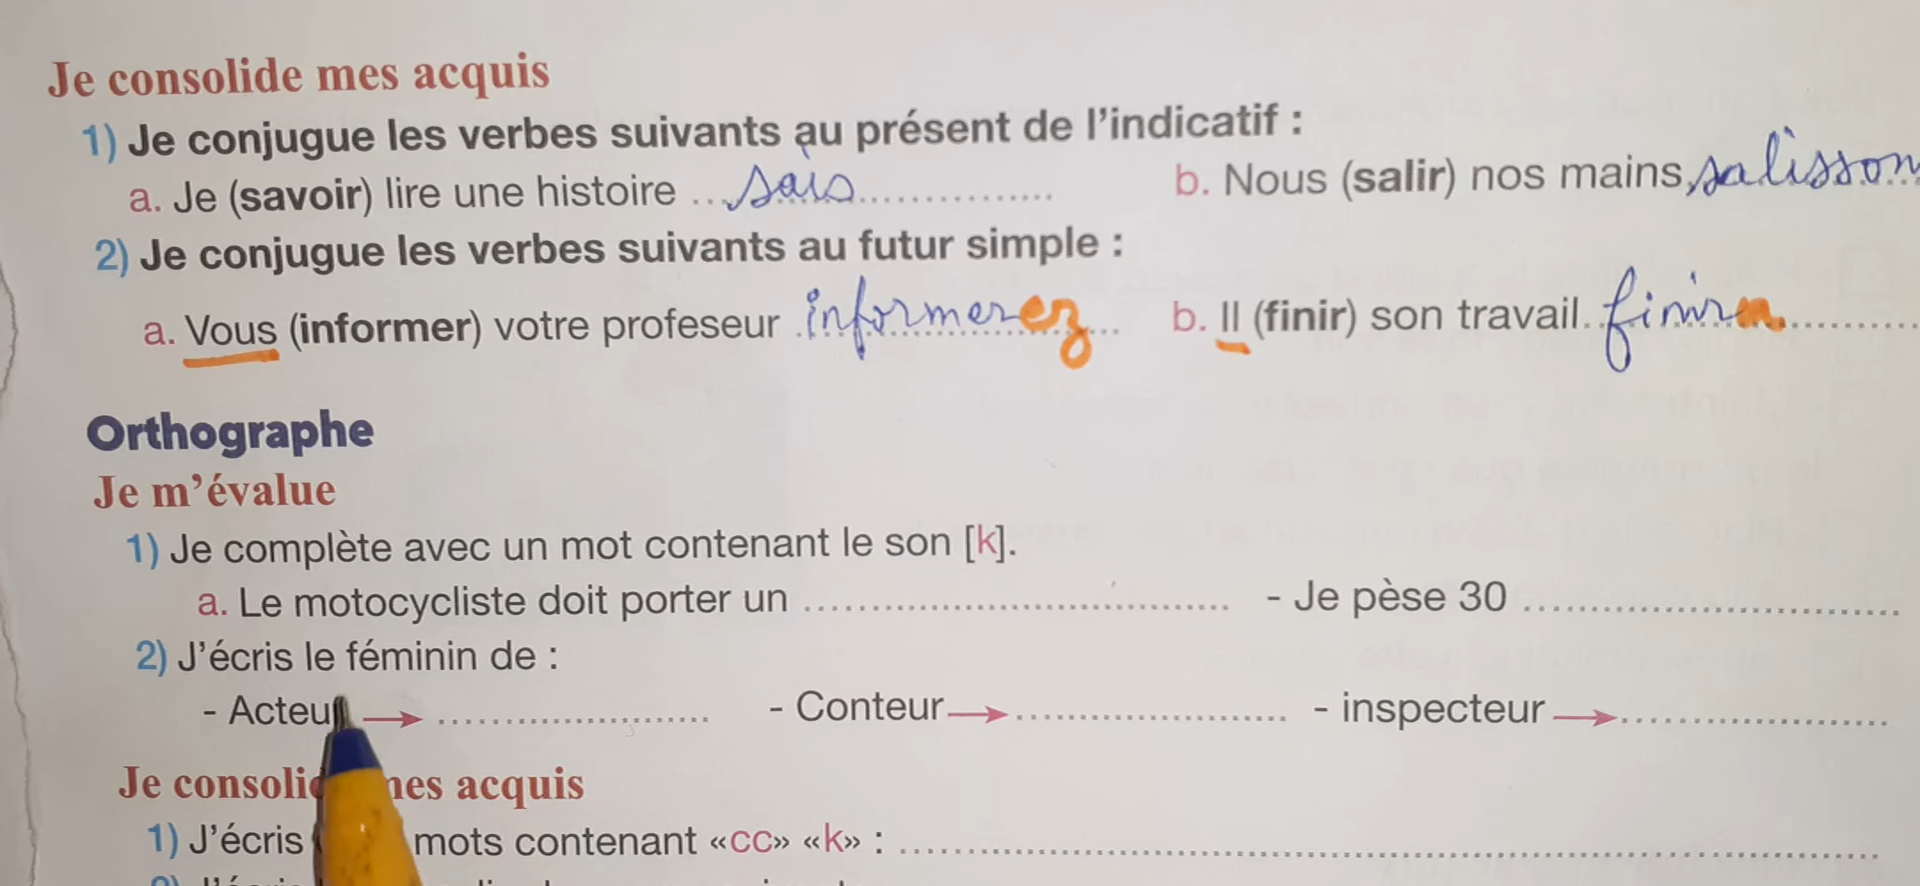 Je consolide mes acquis
1) Je conjugue les verbes suivants au présent de l'indicatif :
a. Je (savoir) lire une histoire ...sais............... b. Nous (salir) nos mains salisson
2) Je conjugue les verbes suivants au futur simple :
a. Vous (informer) votre profeseur .informerez... b. Il (finir) son travail..finira............
Orthographe
Je m'évalue
1) Je complète avec un mot contenant le son [k].
a. Le motocycliste doit porter un ...................................... - Je pèse 30 ..................................
2) J'écris le féminin de :
- Acteu → ........................ - Conteur → ........................ - inspecteur → ........................
Je consoli mes acquis
1) J'écris mots contenant «cc» «k» : ..........................................................................